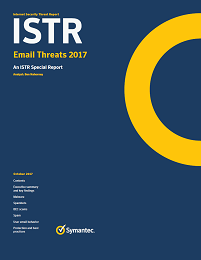 Internet Security Threat Report
ISTR
Email Threats 2017
An ISTR Special Report
Analyst: Ben Nahorney
October 2017
Contents
Executive summary
and key findings
Malware
Spambots
BEC scams
Spam
User email behavior
Protection and best
practices
Symantec.